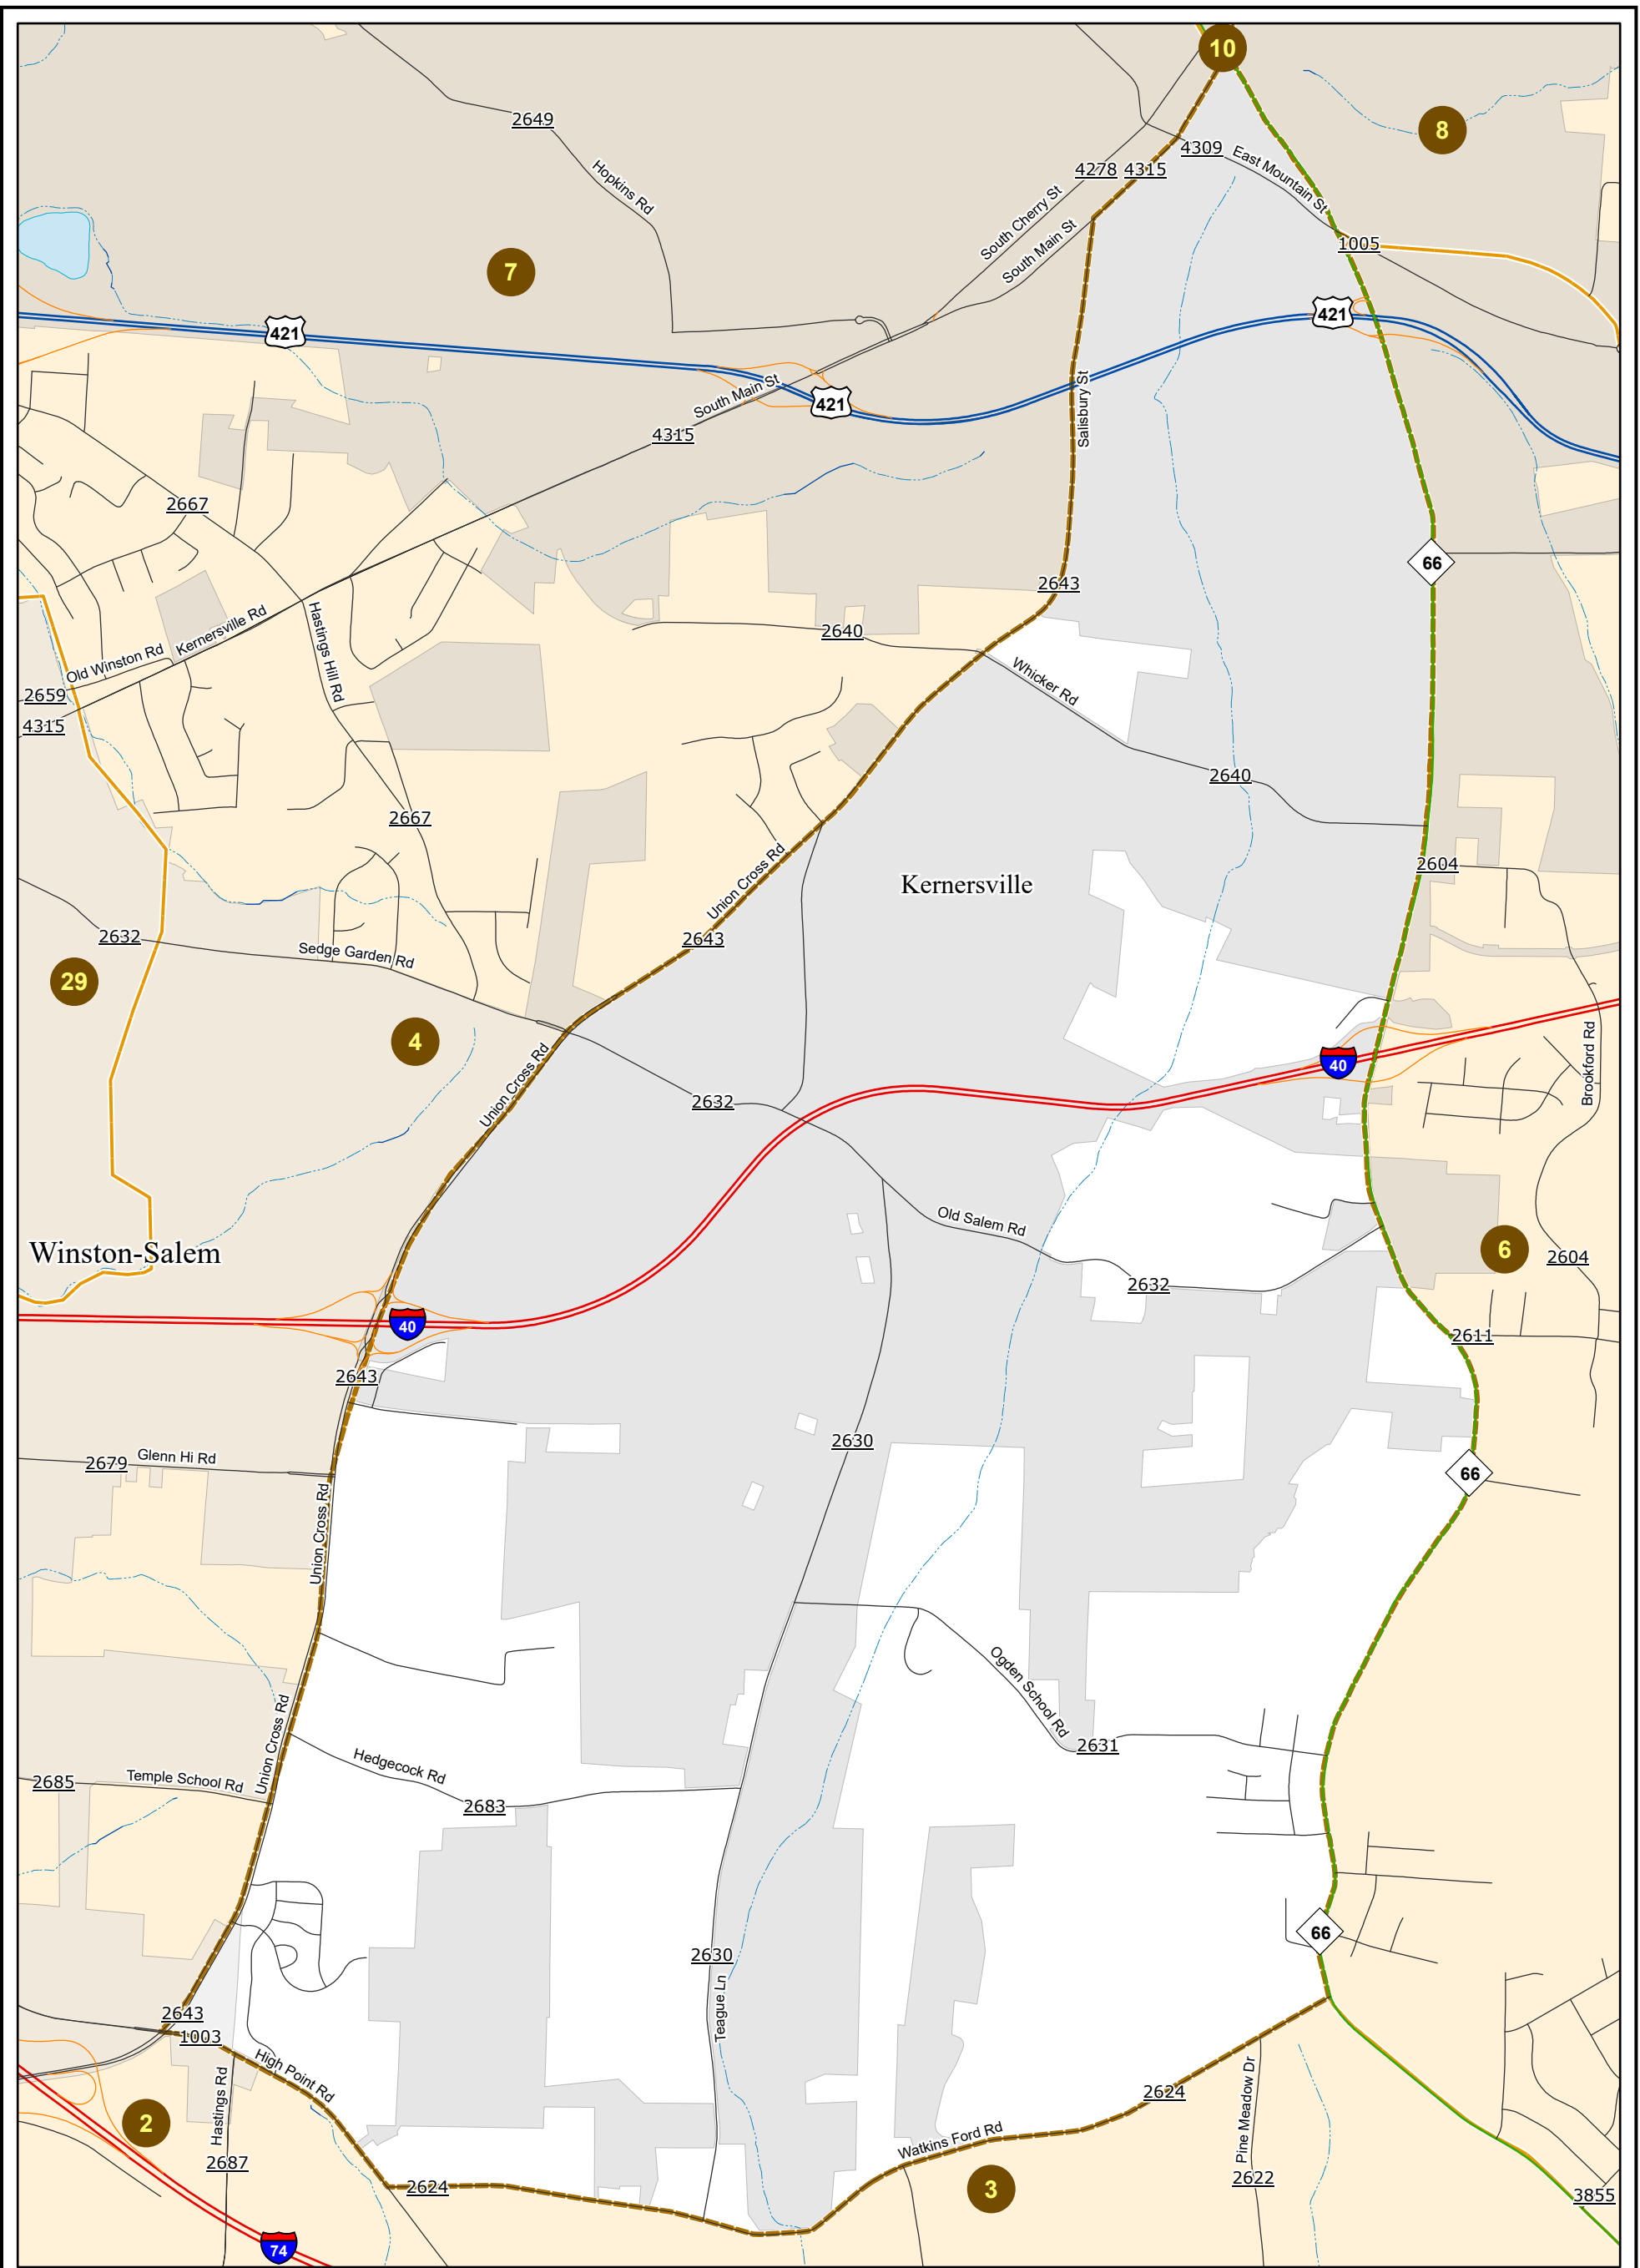 10
8
2649
Hopkins Rd
4309
4278
4315
East Mountain St
South Cherry St
South Main St
1005
7
421
421
421
South Main St
4315
Salisbury St
2667
66
2643
2640
Old Winston Rd
Kernersville Rd
Hastings Hill Rd
Whicker Rd
2659
4315
2640
2667
2604
Union Cross Rd
Kernersville
2643
2632
Sedge Garden Rd
29
4
40
Brookford Rd
Union Cross Rd
2632
Old Salem Rd
Winston-Salem
6
2604
2632
40
2611
2643
2630
2679
Glenn Hi Rd
66
Union Cross Rd
Ogden School Rd
Union Cross Rd
2631
Hedgecock Rd
2685
Temple School Rd
2683
66
2630
Teague Ln
2643
1003
High Point Rd
Hastings Rd
2
Pine Meadow Dr
2624
Watkins Ford Rd
2687
2624
3
2622
3855
74